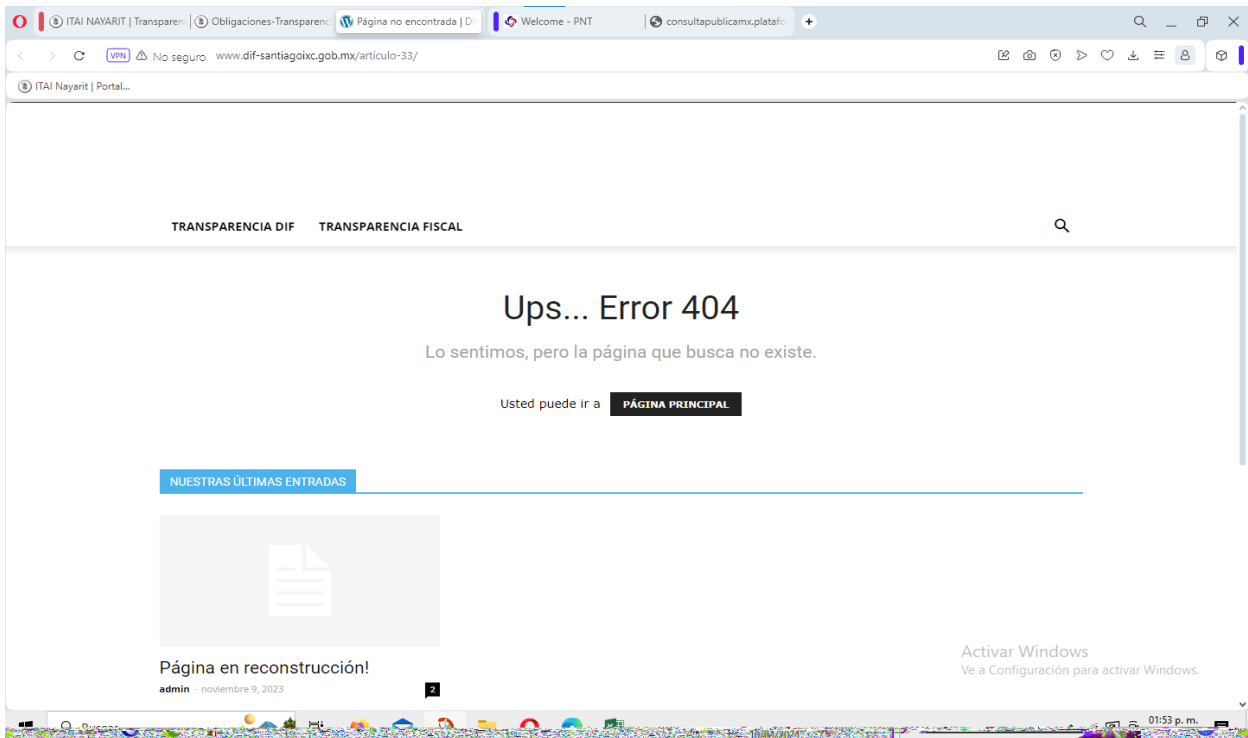 ITAI NAYARIT | Transparen
Obligaciones-Transparenc
Página no encontrada | DI
Welcome - PNT
consultapublicamx.platafo
VPN
No seguro www.dif-santiagoixc.gob.mx/articulo-33/
ITAI Nayarit | Portal...
TRANSPARENCIA DIF TRANSPARENCIA FISCAL
Ups... Error 404
Lo sentimos, pero la página que busca no existe.
Usted puede ir a PÁGINA PRINCIPAL
NUESTRAS ÚLTIMAS ENTRADAS
Página en reconstrucción!
admin - noviembre 9, 2023
2
Activar Windows
Ve a Configuración para activar Windows.
01:53 p. m.